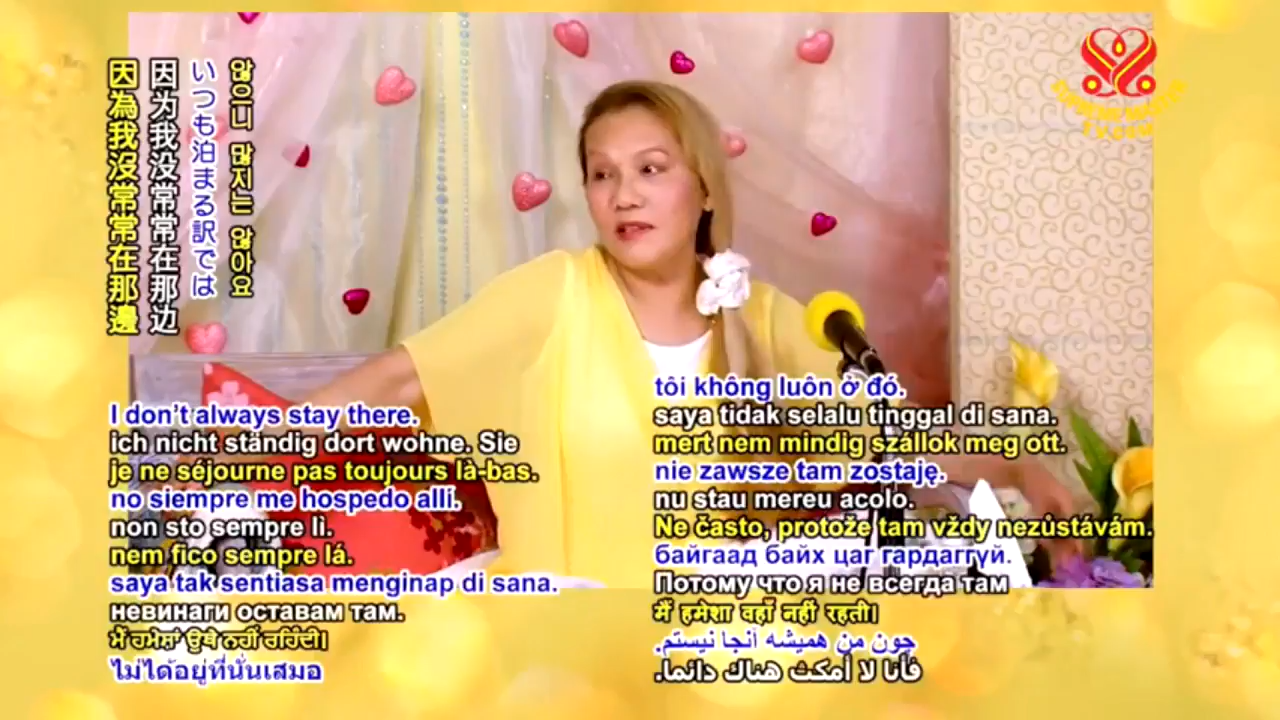 않으니 많지는 않아요
いつも泊まる訳では
因为我没常常在那边
因為我沒常常在那邊
I don't always stay there.
ich nicht ständig dort wohne. Sie
je ne séjourne pas toujours là-bas.
no siempre me hospedo allí.
non sto sempre lì.
nem fico sempre lá.
saya tak sentiasa menginap di sana.
невинаги оставам там.
ਮੈਂ ਹਮੇਸ਼ਾਂ ਉਥੇ ਨਹੀਂ ਰਹਿੰਦੀ।
ไม่ได้อยู่ที่นั่นเสมอ
tôi không luôn ở đó.
saya tidak selalu tinggal di sana.
mert nem mindig szállok meg ott.
nie zawsze tam zostaję.
nu stau mereu acolo.
Ne často, protože tam vždy nezůstávám.
байгаад байх цаг гардаггүй.
Потому что я не всегда там
मैं हमेशा वहाँ नहीं रहती।
چون من همیشه آنجا نیستم.
فأنا لا أمكث هناك دائما.
SUPREME MASTER
TV.COM